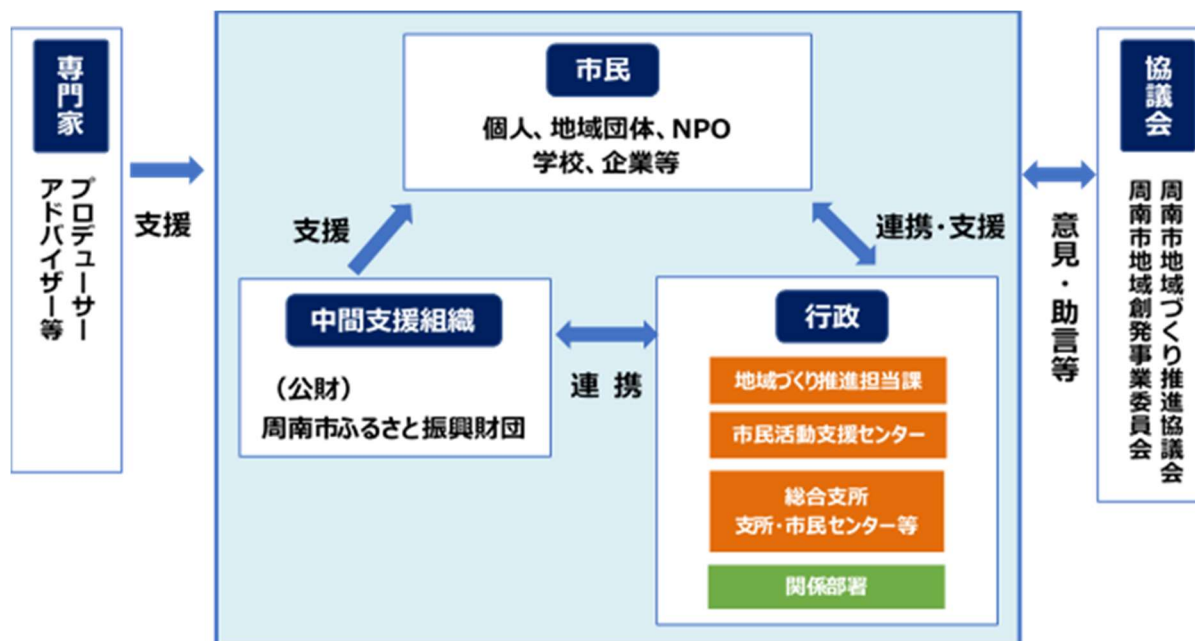 専門家
プロデューサー
アドバイザー等
支援
市民
個人、地域団体、NPO
学校、企業等
支援
連携・支援
中間支援組織
（公財）
周南市ふるさと振興財団
連 携
行政
地域づくり推進担当課
市民活動支援センター
総合支所
支所・市民センター等
関係部署
意見・助言等
協議会
周南市地域づくり推進協議会
周南市地域創発事業委員会